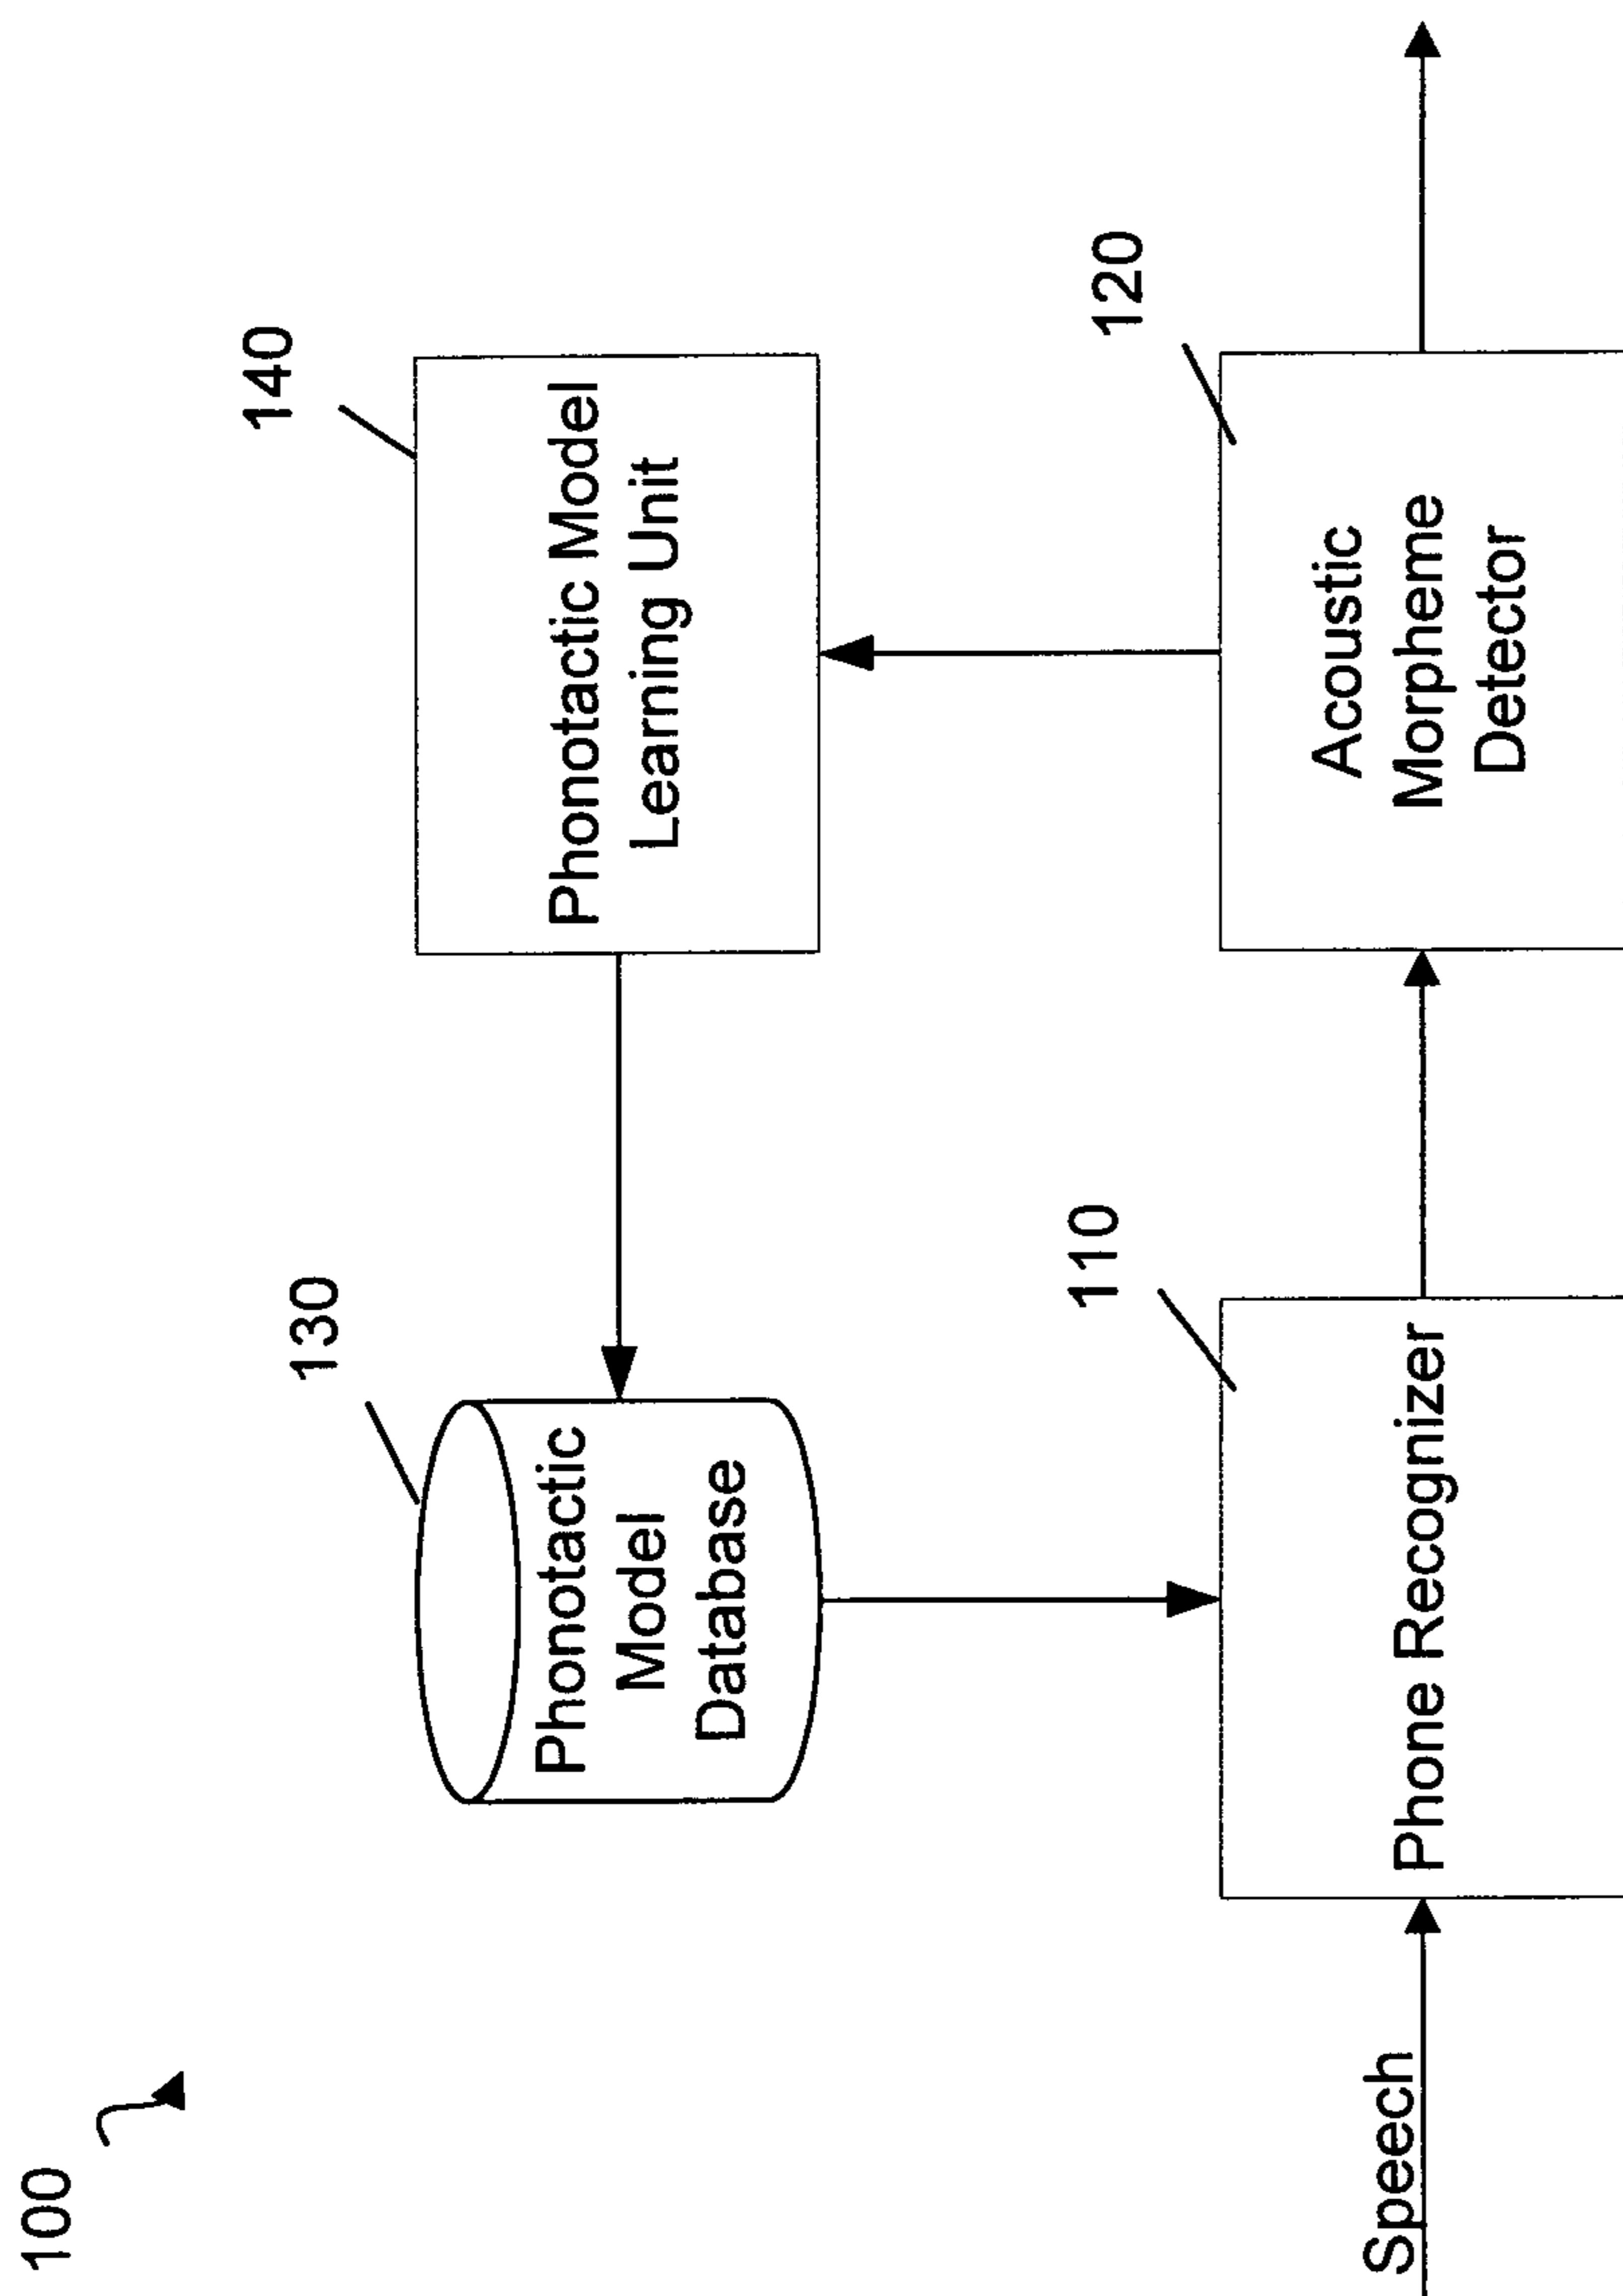 100
130
Phonotactic
Model
Database
140
Phonotactic Model
Learning Unit
Speech
110
Phone Recognizer
120
Acoustic
Morpheme
Detector